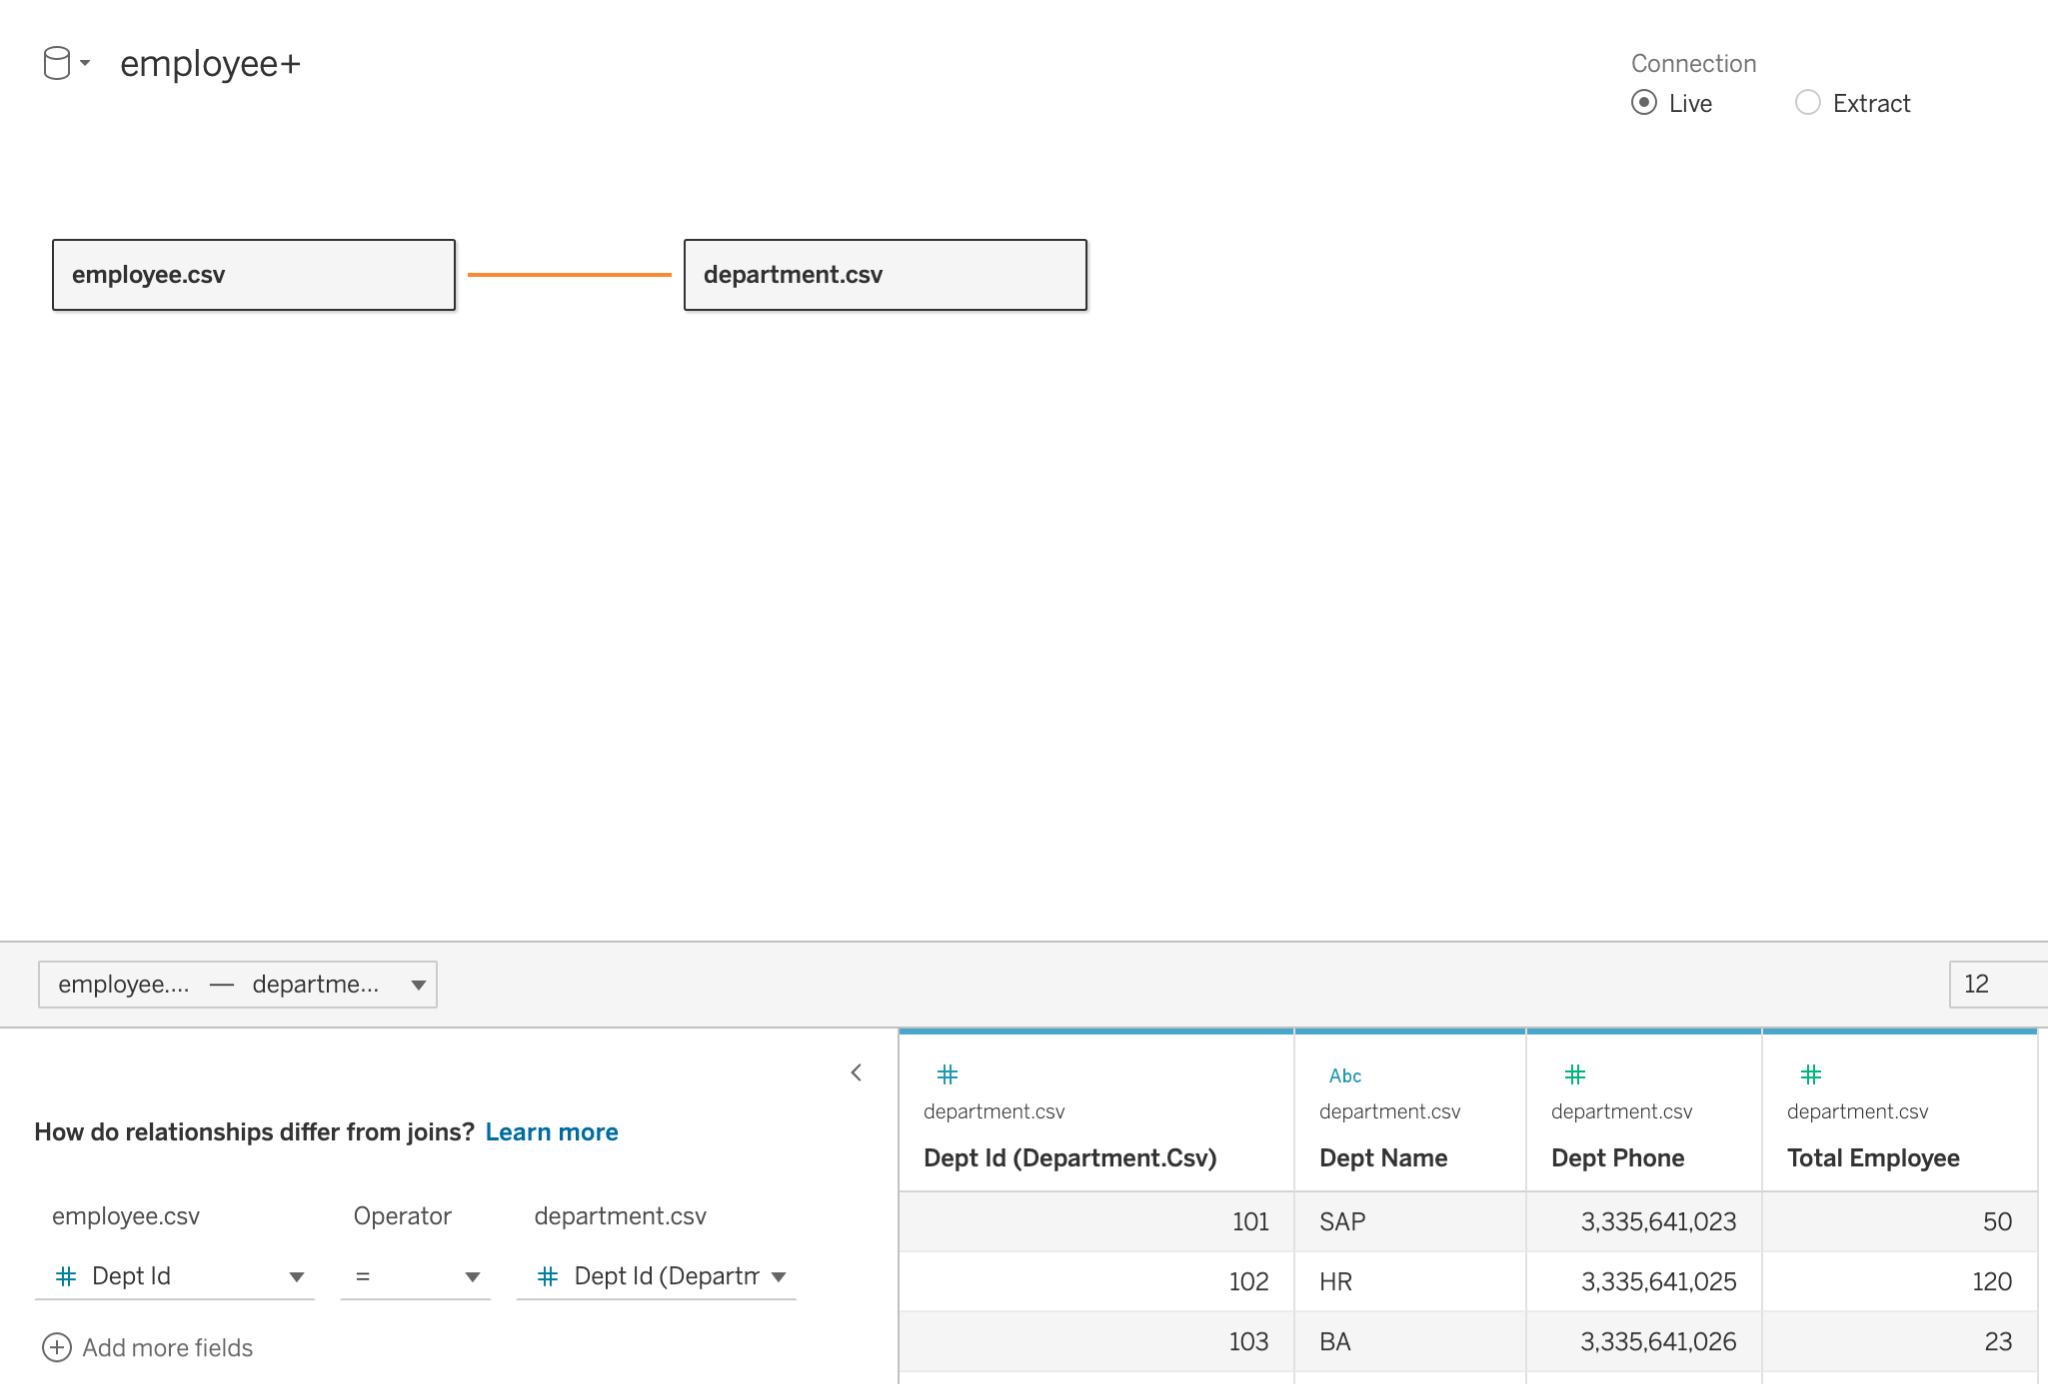 employee+
Connection
Live Extract
employee.csv department.csv
employee.... — departme... 12
How do relationships differ from joins? Learn more
employee.csv Operator department.csv
# Dept Id = # Dept Id (Departm
Add more fields
# Abc # #
department.csv department.csv department.csv department.csv
Dept Id (Department.Csv) Dept Name Dept Phone Total Employee
101 SAP 3,335,641,023 50
102 HR 3,335,641,025 120
103 BA 3,335,641,026 23